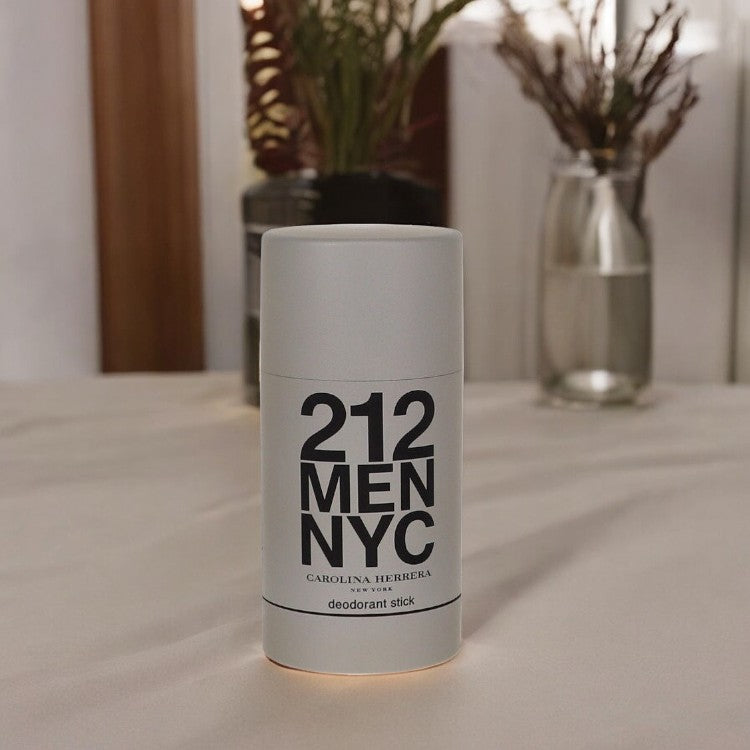 212
MEN
NYC
CAROLINA HERRERA
NEW YORK
deodorant stick